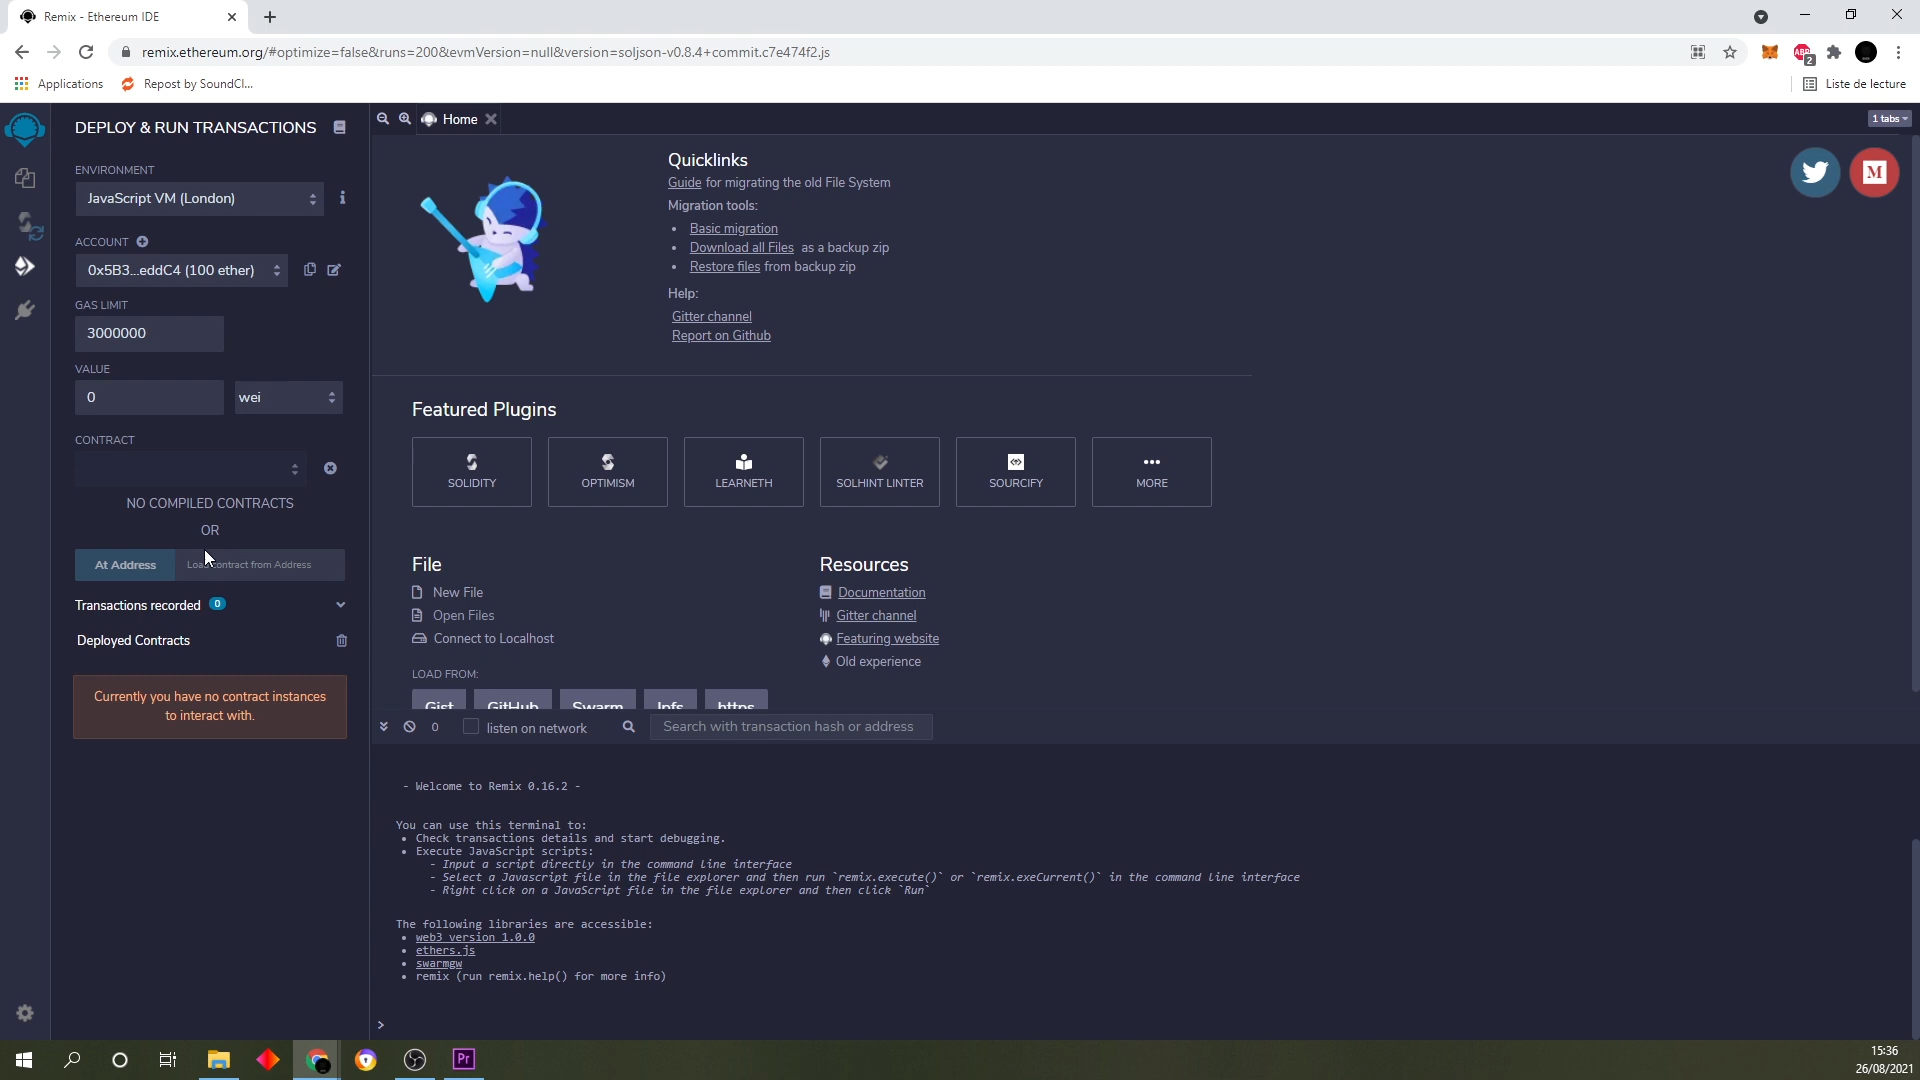 Remix - Ethereum IDE
remix.ethereum.org/#optimize=false&runs=200&evmVersion=null&version=soljson-v0.8.4+commit.c7e474f2.js
ABP
2
Applications
Repost by SoundCl...
Liste de lecture
DEPLOY & RUN TRANSACTIONS
ENVIRONMENT
JavaScript VM (London)
i
ACCOUNT
0x5B3...eddC4 (100 ether)
GAS LIMIT
3000000
VALUE
0
wei
CONTRACT
NO COMPILED CONTRACTS
OR
At Address
contract from Address
Transactions recorded 0
Deployed Contracts
Currently you have no contract instances
to interact with.
Home
1 tabs
Quicklinks
Guide for migrating the old File System
Migration tools:
• Basic migration
• Download all Files as a backup zip
• Restore files from backup zip
Help:
Gitter channel
Report on Github
M
Featured Plugins
SOLIDITY
OPTIMISM
LEARNETH
SOLHINT LINTER
SOURCIFY
MORE
File
New File
Open Files
Connect to Localhost
LOAD FROM:
Gist
GitHub
Swarm
Ipfs
https
Resources
Documentation
Gitter channel
Featuring website
Old experience
0
listen on network
Search with transaction hash or address
- Welcome to Remix 0.16.2 -
You can use this terminal to:
• Check transactions details and start debugging.
• Execute JavaScript scripts:
- Input a script directly in the command line interface
- Select a Javascript file in the file explorer and then run `remix.execute()` or `remix.exeCurrent()` in the command line interface
- Right click on a JavaScript file in the file explorer and then click `Run`
The following libraries are accessible:
• web3 version 1.0.0
• ethers.js
• swarmgw
• remix (run remix.help() for more info)
>
Pr
15:36
26/08/2021